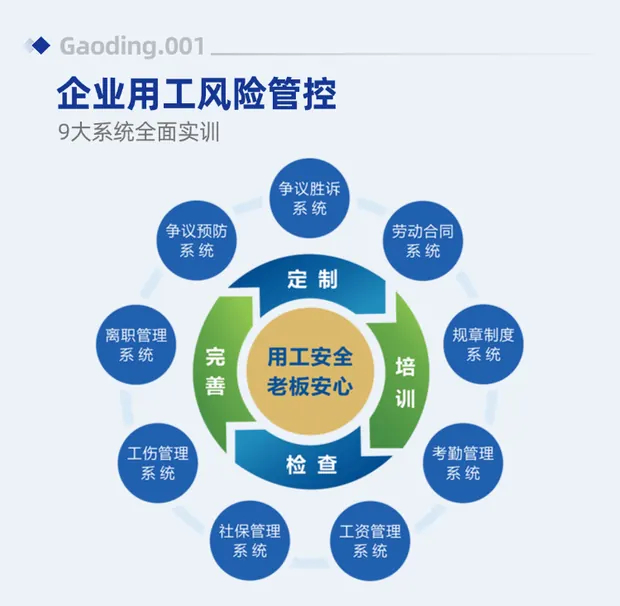 Gaoding.001
企业用工风险管控
9大系统全面实训
争议胜诉
系统
劳动合同
系统
规章制度
系统
考勤管理
系统
工资管理
系统
社保管理
系统
工伤管理
系统
离职管理
系统
争议预防
系统
定制
培训
检查
完善
用工安全
老板安心